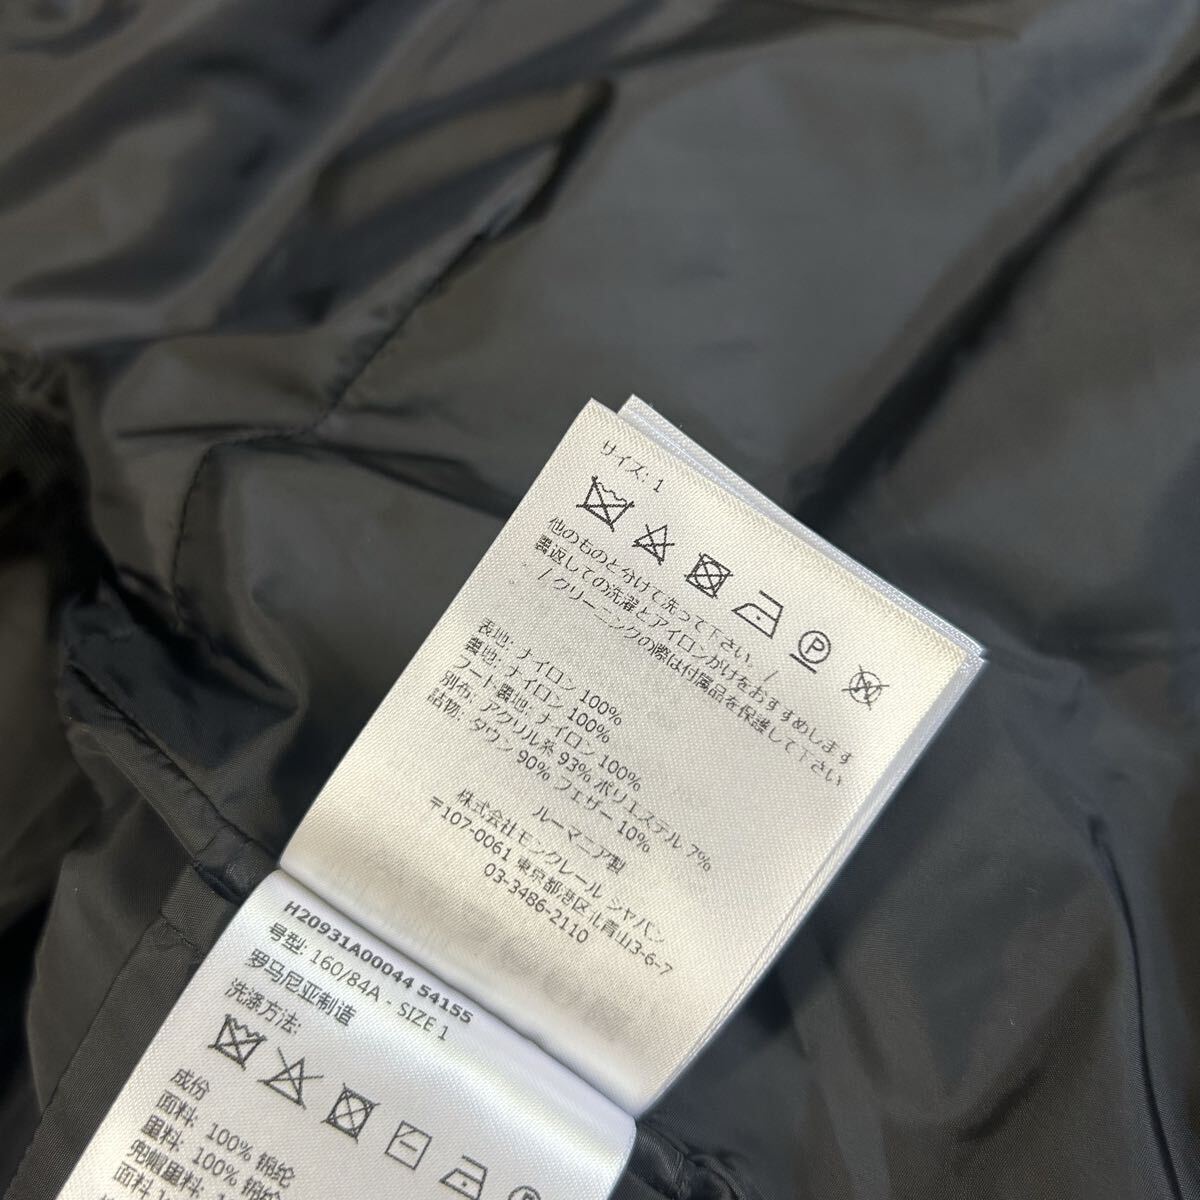 サイズ: 1
他のものと分けて洗って下さい. /
裏返しての洗濯とアイロンがけをおすすめします
/ クリーニングの際は付属品を保護して下さい
表地: ナイロン 100%
裏地: ナイロン 100%
フード裏地: ナイロン 100%
別布: アクリル系 93% ポリエステル 7%
詰物: ダウン 90% フェザー 10%
ルーマニア製
株式会社モンクレール ジャパン
〒107-0061 東京都港区北青山3-6-7
03-3486-2110
H20931A00044 54155
号型: 160/84A - SIZE 1
罗马尼亚制造
洗涤方法:
P
W
成份
面料: 100% 锦纶
里料: 100% 锦纶
兜帽里料: 1
面料